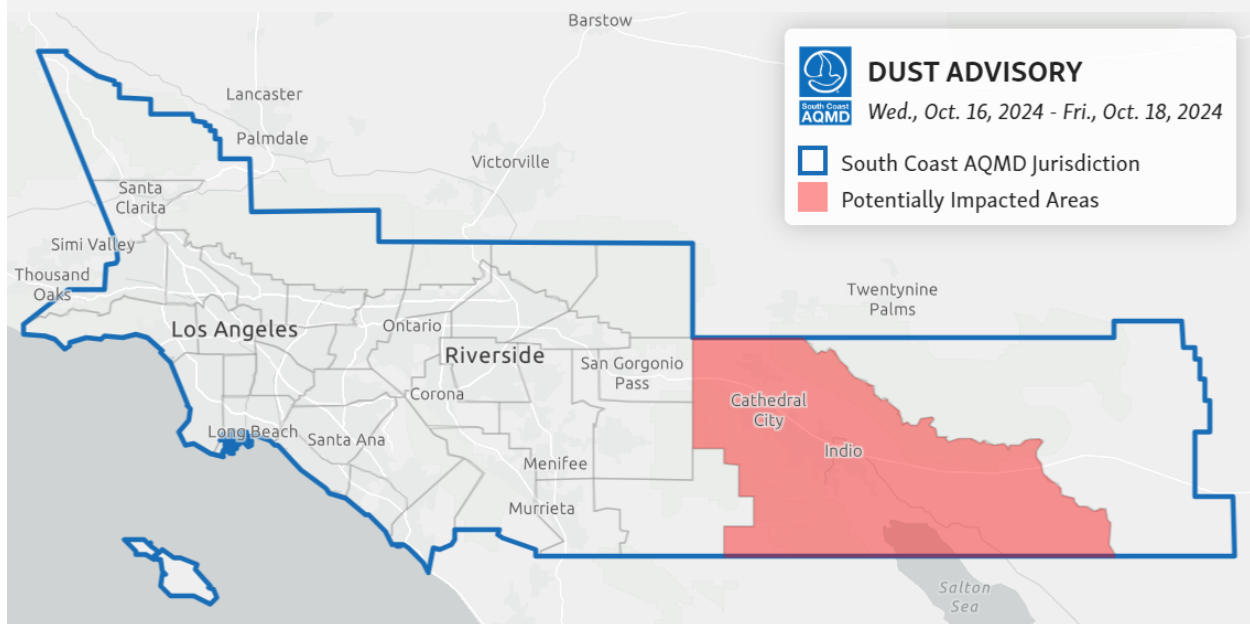 Barstow
DUST ADVISORY
South Coast
AQMD
Wed., Oct. 16, 2024 - Fri., Oct. 18, 2024
South Coast AQMD Jurisdiction
Potentially Impacted Areas
Lancaster
Palmdale
Victorville
Santa
Clarita
Simi Valley
Thousand
Oaks
Twentynine
Palms
Los Angeles
Ontario
Riverside
San Gorgonio
Pass
Corona
Cathedral
City
Long Beach
Santa Ana
Indio
Menifee
Murrieta
Salton
Sea